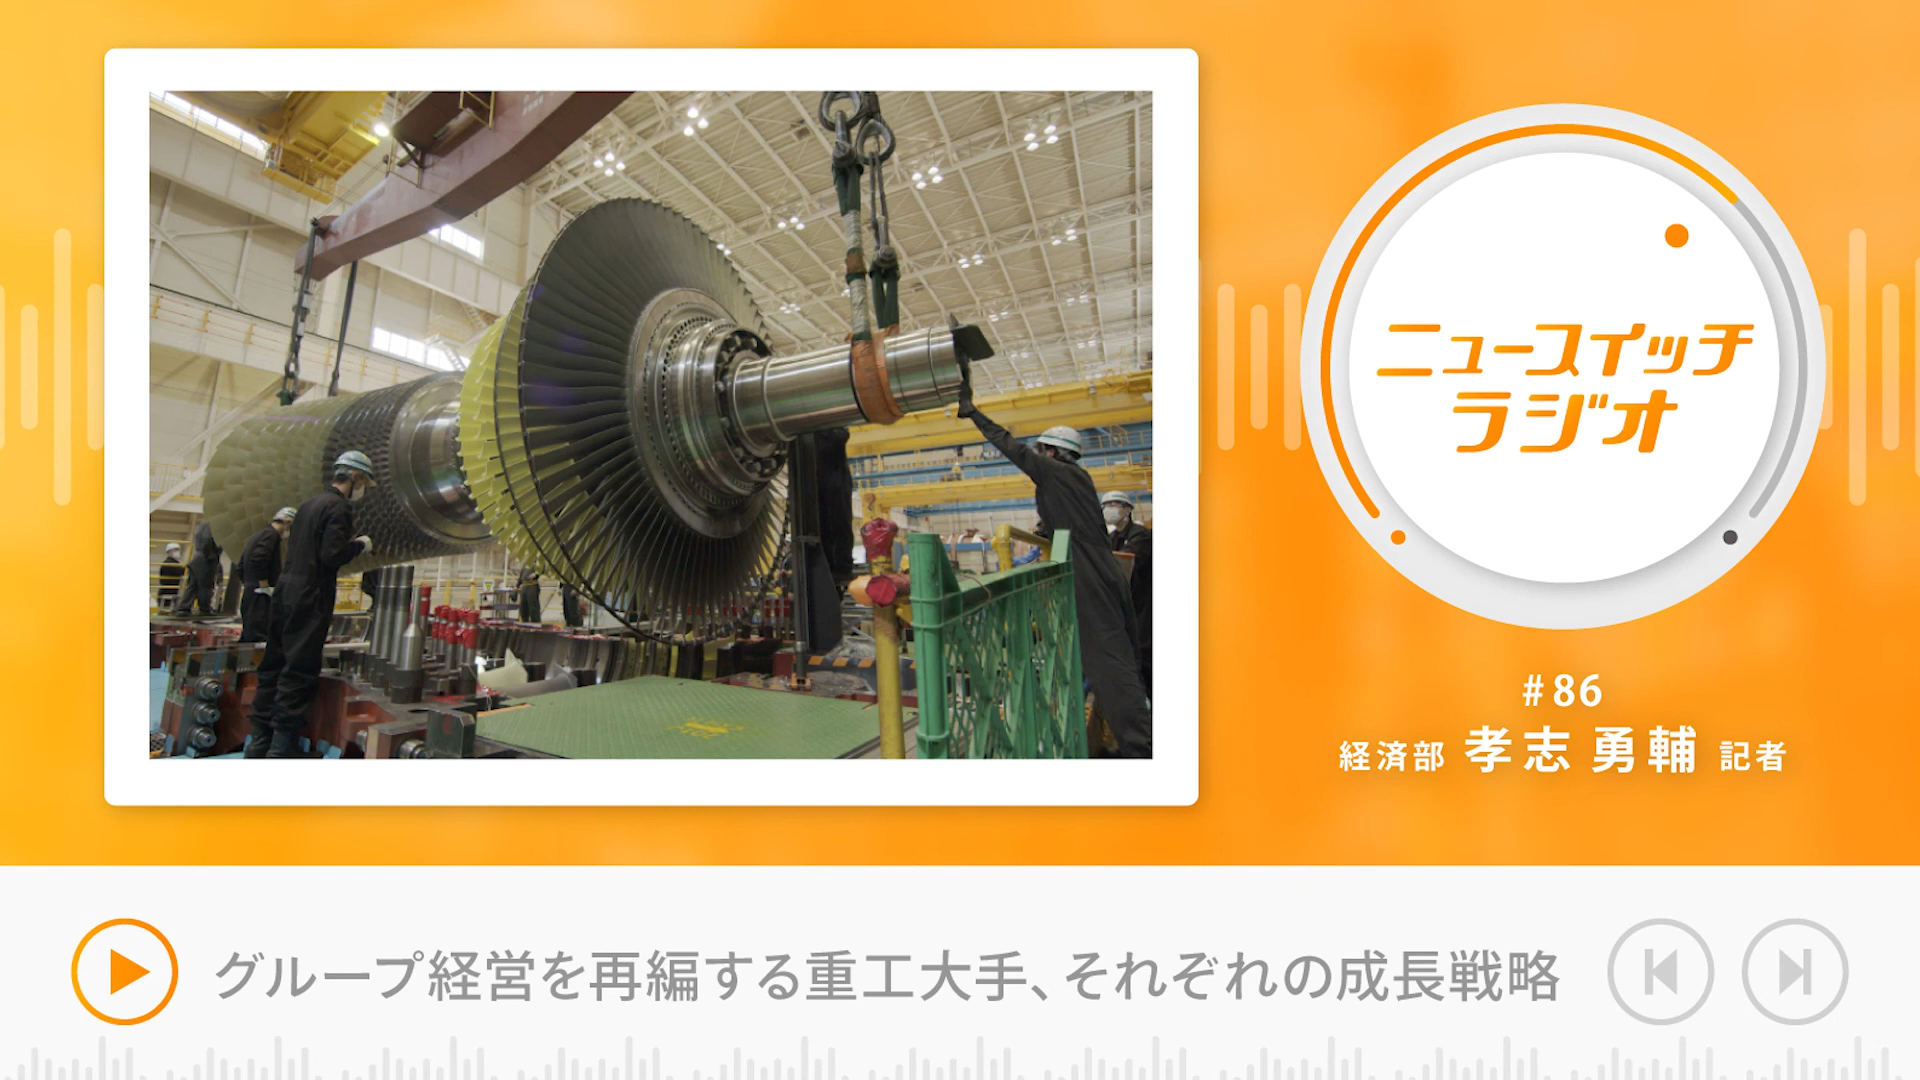 ニュースイッチ
ラジオ
#86
経済部 孝志 勇輔 記者
グループ経営を再編する重工大手、それぞれの成長戦略